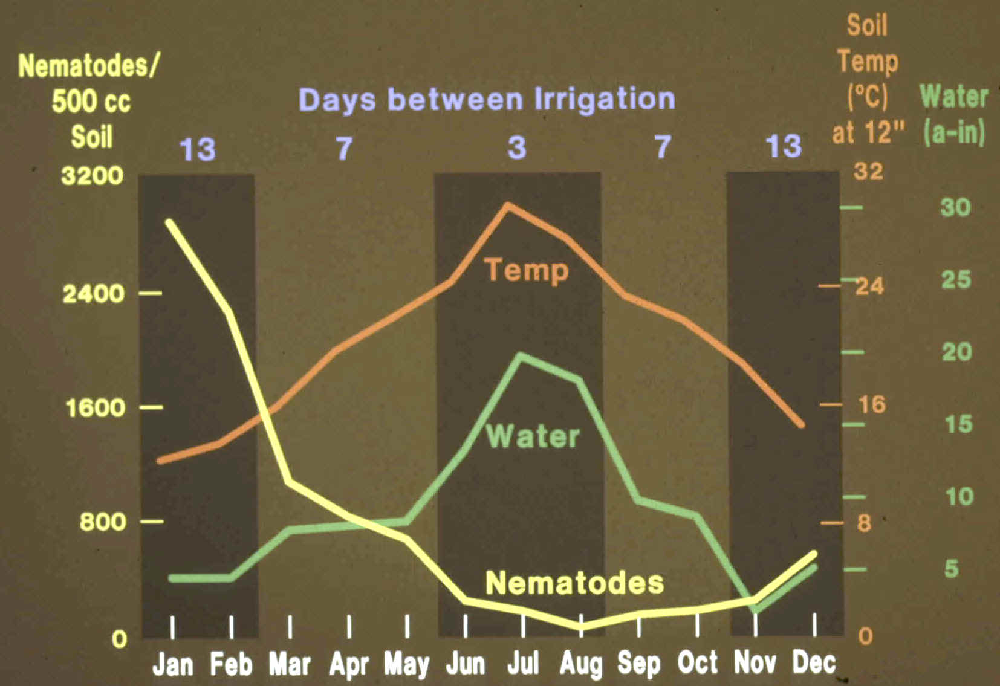 Nematodes/
500 cc
Soil
Days between Irrigation
Soil
Temp
(°C)
at 12"
Water
(a-in)
13 7 3 7 13
3200
2400
1600
800
0
32
24
16
8
0
30
25
20
15
10
5
Temp
Water
Nematodes
Jan Feb Mar Apr May Jun Jul Aug Sep Oct Nov Dec